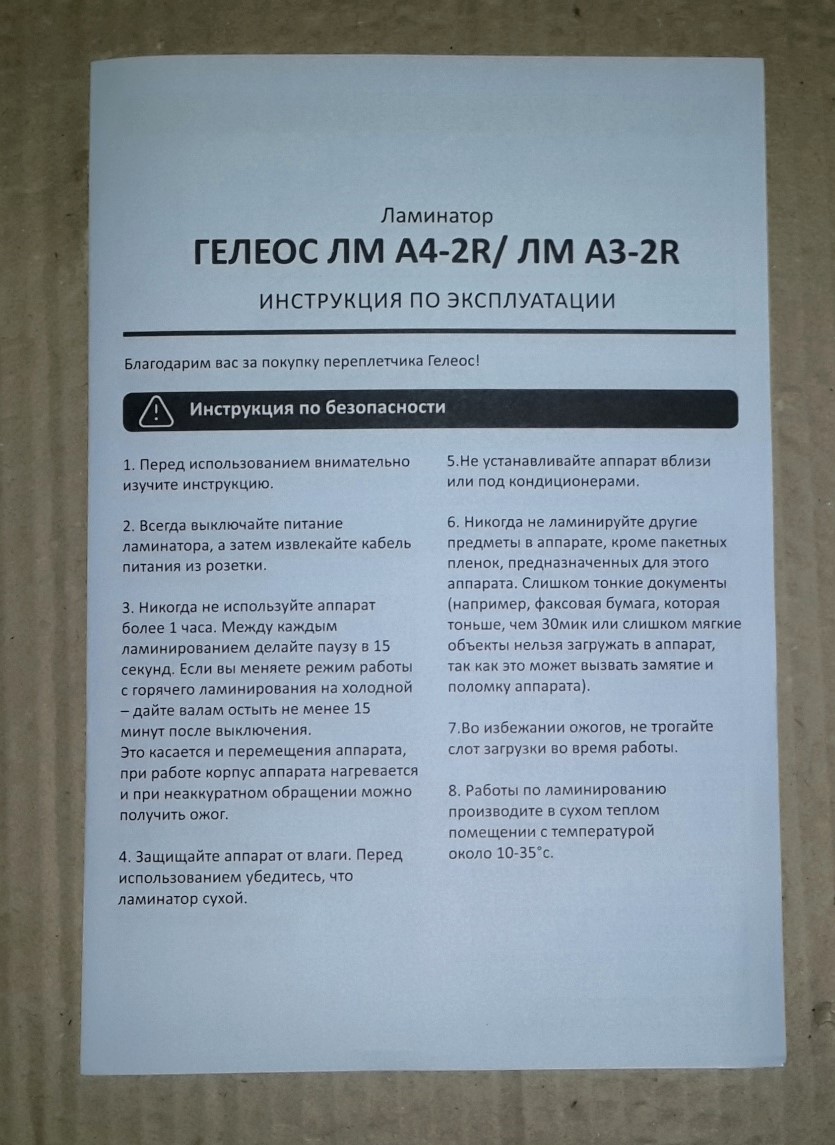 Ламинатор
ГЕЛЕОС ЛМ А4-2R/ ЛМ А3-2R
ИНСТРУКЦИЯ ПО ЭКСПЛУАТАЦИИ
Благодарим вас за покупку переплетчика Гелеос!
Инструкция по безопасности
1. Перед использованием внимательно
изучите инструкцию.
2. Всегда выключайте питание
ламинатора, а затем извлекайте кабель
питания из розетки.
3. Никогда не используйте аппарат
более 1 часа. Между каждым
ламинированием делайте паузу в 15
секунд. Если вы меняете режим работы
с горячего ламинирования на холодной
– дайте валам остыть не менее 15
минут после выключения.
Это касается и перемещения аппарата,
при работе корпус аппарата нагревается
и при неаккуратном обращении можно
получить ожог.
4. Защищайте аппарат от влаги. Перед
использованием убедитесь, что
ламинатор сухой.
5.Не устанавливайте аппарат вблизи
или под кондиционерами.
6. Никогда не ламинируйте другие
предметы в аппарате, кроме пакетных
пленок, предназначенных для этого
аппарата. Слишком тонкие документы
(например, факсовая бумага, которая
тоньше, чем 30мик или слишком мягкие
объекты нельзя загружать в аппарат,
так как это может вызвать замятие и
поломку аппарата).
7.Во избежании ожогов, не трогайте
слот загрузки во время работы.
8. Работы по ламинированию
производите в сухом теплом
помещении с температурой
около 10-35°с.